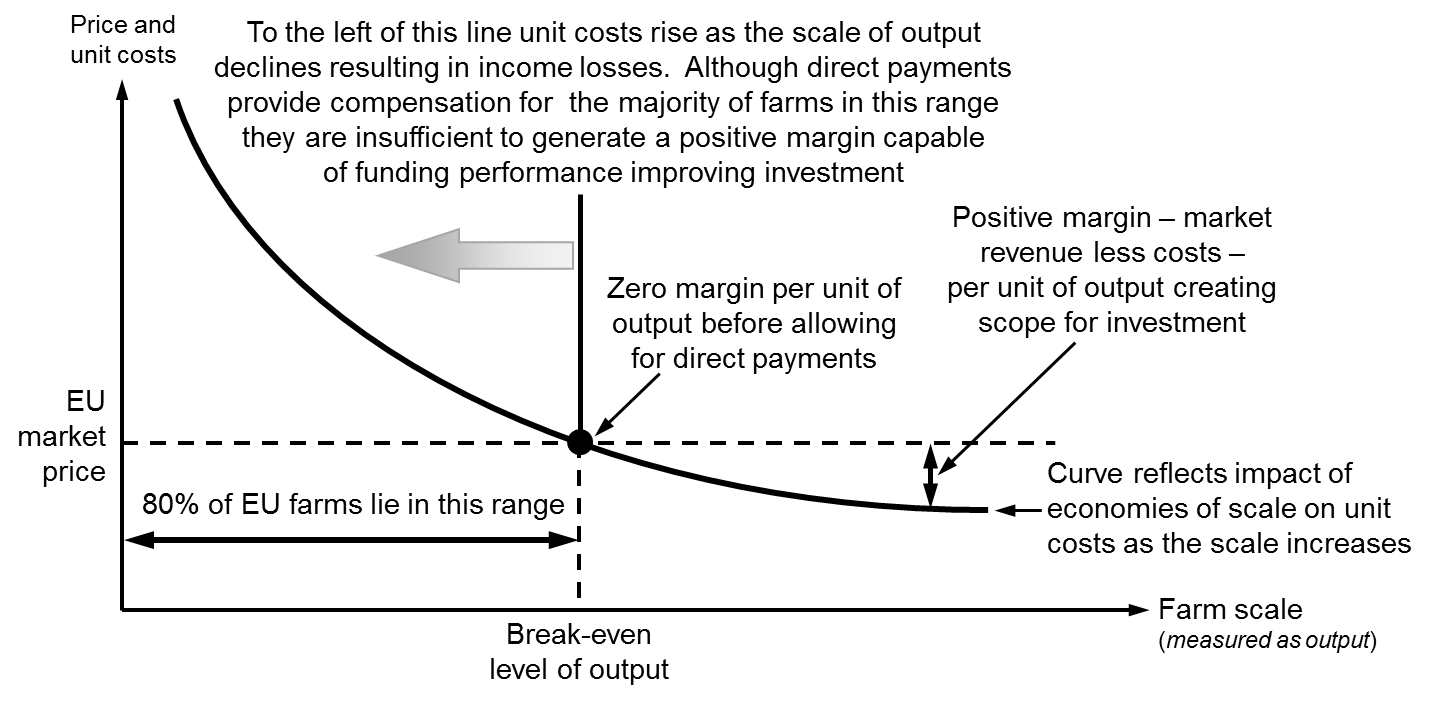 Price and
unit costs
To the left of this line unit costs rise as the scale of output
declines resulting in income losses.  Although direct payments
provide compensation for  the majority of farms in this range
they are insufficient to generate a positive margin capable
of funding performance improving investment
Positive margin – market
revenue less costs –
per unit of output creating
scope for investment
Zero margin per unit of
output before allowing
for direct payments
EU
market
price
80% of EU farms lie in this range
Curve reflects impact of
economies of scale on unit
costs as the scale increases
Farm scale
(measured as output)
Break-even
level of output